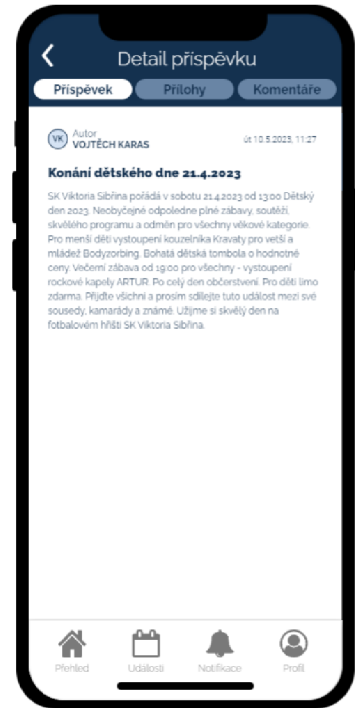 Detail příspěvku
Příspěvek Přílohy Komentáře
VK Autor
VOJTĚCH KARAS
út 10.5.2023, 11:27
Konání dětského dne 21.4.2023
SK Viktoria Sibřina pořádá v sobotu 21.4.2023 od 13:00 Dětský
den 2023. Neobyčejné odpoledne plné zábavy, soutěží,
skvělého programu a odměn pro všechny věkové kategorie.
Pro menší děti vystoupení kouzelníka Kravaty pro vetší a
mládež Bodyzorbing. Bohatá dětská tombola o hodnotné
ceny. Večerní zábava od 19:00 pro všechny - vystoupení
rockové kapely ARTUR. Po celý den občerstvení. Pro děti limo
zdarma. Přijďte všichni a prosím sdílejte tuto událost mezi své
sousedy, kamarády a známé. Užijme si skvělý den na
fotbalovém hřišti SK Viktoria Sibřina.
Přehled Události Notifikace Profil